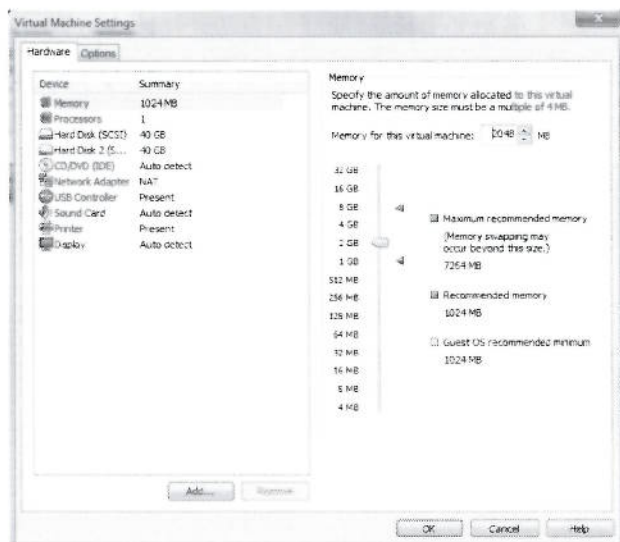 Virtual Machine Settings
Hardware Options
Device Summary
Memory 1024 MB
Processors 1
Hard Disk (SCSI) 40 GB
Hard Disk 2 (S... 40 GB
CD/DVD (IDE) Auto detect
Network Adapter NAT
USB Controller Present
Sound Card Auto detect
Printer Present
Display Auto detect
Add... Remove
Memory
Specify the amount of memory allocated to this virtual
machine. The memory size must be a multiple of 4 MB.
Memory for this virtual machine: 2048 MB
32 GB
16 GB
8 GB
4 GB
2 GB
1 GB
512 MB
256 MB
128 MB
64 MB
32 MB
16 MB
8 MB
4 MB
Maximum recommended memory
(Memory swapping may
occur beyond this size.)
7264 MB
Recommended memory
1024 MB
Guest OS recommended minimum
1024 MB
OK Cancel Help